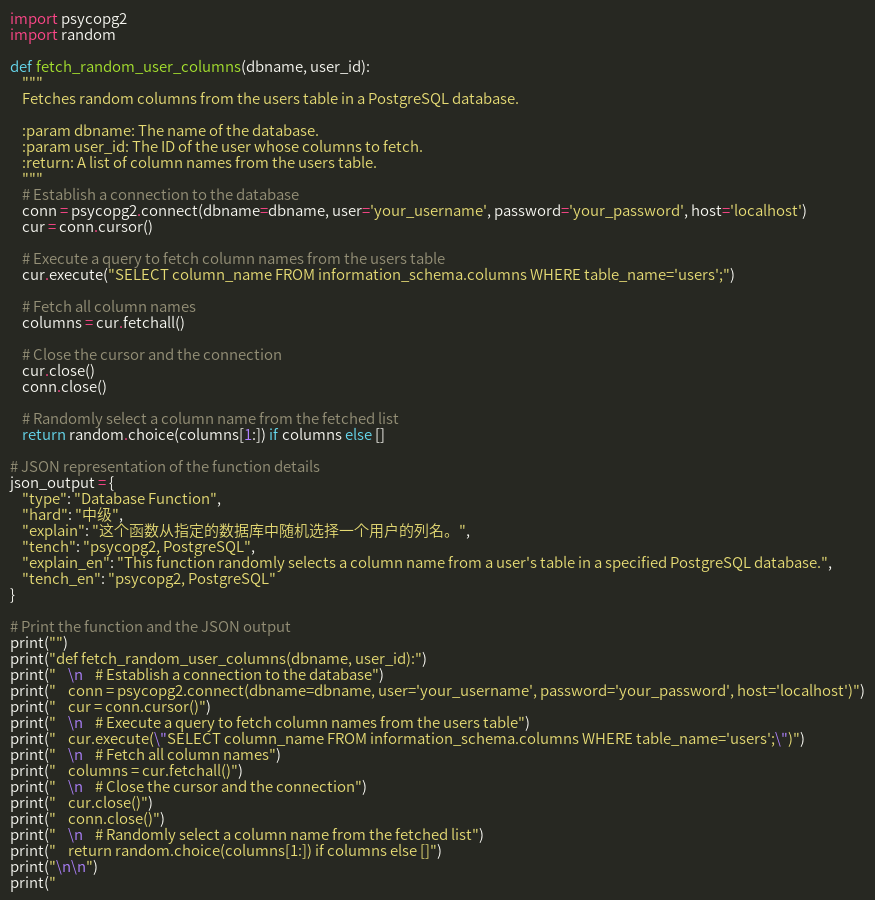 import psycopg2
import random

def fetch_random_user_columns(dbname, user_id):
    """
    Fetches random columns from the users table in a PostgreSQL database.

    :param dbname: The name of the database.
    :param user_id: The ID of the user whose columns to fetch.
    :return: A list of column names from the users table.
    """
    # Establish a connection to the database
    conn = psycopg2.connect(dbname=dbname, user='your_username', password='your_password', host='localhost')
    cur = conn.cursor()

    # Execute a query to fetch column names from the users table
    cur.execute("SELECT column_name FROM information_schema.columns WHERE table_name='users';")

    # Fetch all column names
    columns = cur.fetchall()

    # Close the cursor and the connection
    cur.close()
    conn.close()

    # Randomly select a column name from the fetched list
    return random.choice(columns[1:]) if columns else []

# JSON representation of the function details
json_output = {
    "type": "Database Function",
    "hard": "中级",
    "explain": "这个函数从指定的数据库中随机选择一个用户的列名。",
    "tench": "psycopg2, PostgreSQL",
    "explain_en": "This function randomly selects a column name from a user's table in a specified PostgreSQL database.",
    "tench_en": "psycopg2, PostgreSQL"
}

# Print the function and the JSON output
print("")
print("def fetch_random_user_columns(dbname, user_id):")
print("    \n    # Establish a connection to the database")
print("    conn = psycopg2.connect(dbname=dbname, user='your_username', password='your_password', host='localhost')")
print("    cur = conn.cursor()")
print("    \n    # Execute a query to fetch column names from the users table")
print("    cur.execute(\"SELECT column_name FROM information_schema.columns WHERE table_name='users';\")")
print("    \n    # Fetch all column names")
print("    columns = cur.fetchall()")
print("    \n    # Close the cursor and the connection")
print("    cur.close()")
print("    conn.close()")
print("    \n    # Randomly select a column name from the fetched list")
print("    return random.choice(columns[1:]) if columns else []")
print("\n\n")
print("